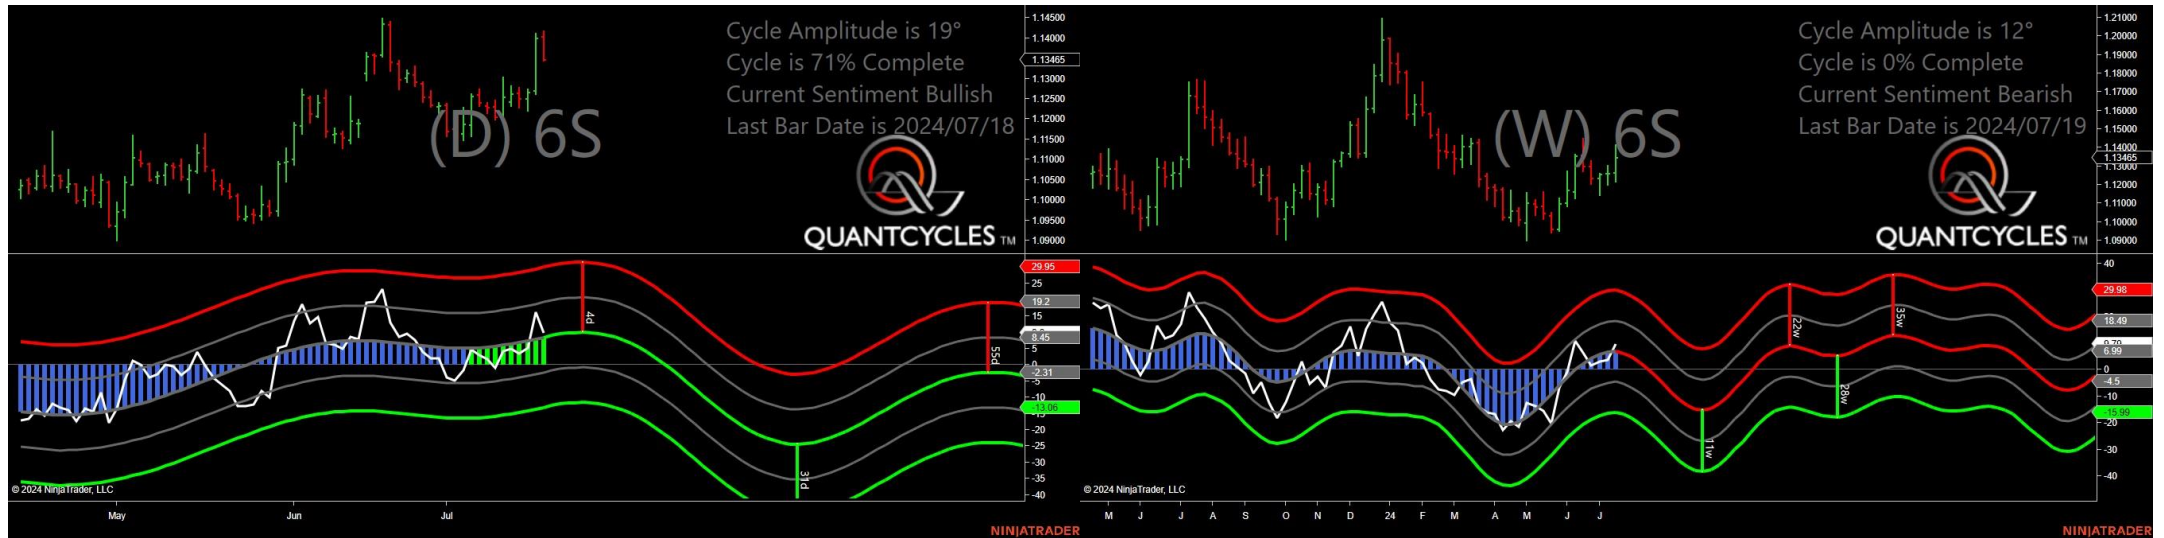 Cycle Amplitude is 19°
Cycle is 71% Complete
Current Sentiment Bullish
Last Bar Date is 2024/07/18
(D) 6S
QUANTCYCLES TM
1.14500
1.14000
1.13465
1.13000
1.12500
1.12000
1.11500
1.11000
1.10500
1.10000
1.09500
1.09000
29.95
25
19.2
15
8.45
5
0
-2.31
-5
-10
-13.06
-20
-25
-30
-35
-40
4d
31d
55d
© 2024 NinjaTrader, LLC
May Jun Jul
NINJATRADER
Cycle Amplitude is 12°
Cycle is 0% Complete
Current Sentiment Bearish
Last Bar Date is 2024/07/19
(W) 6S
QUANTCYCLES TM
1.21000
1.20000
1.19000
1.18000
1.17000
1.16000
1.15000
1.14000
1.13465
1.13000
1.12000
1.11000
1.10000
1.09000
40
29.98
18.49
6.99
0
-4.5
-10
-15.99
-20
-30
-40
11w
22w
28w
35w
© 2024 NinjaTrader, LLC
M J J A S O N D 24 F M A M J J
NINJATRADER